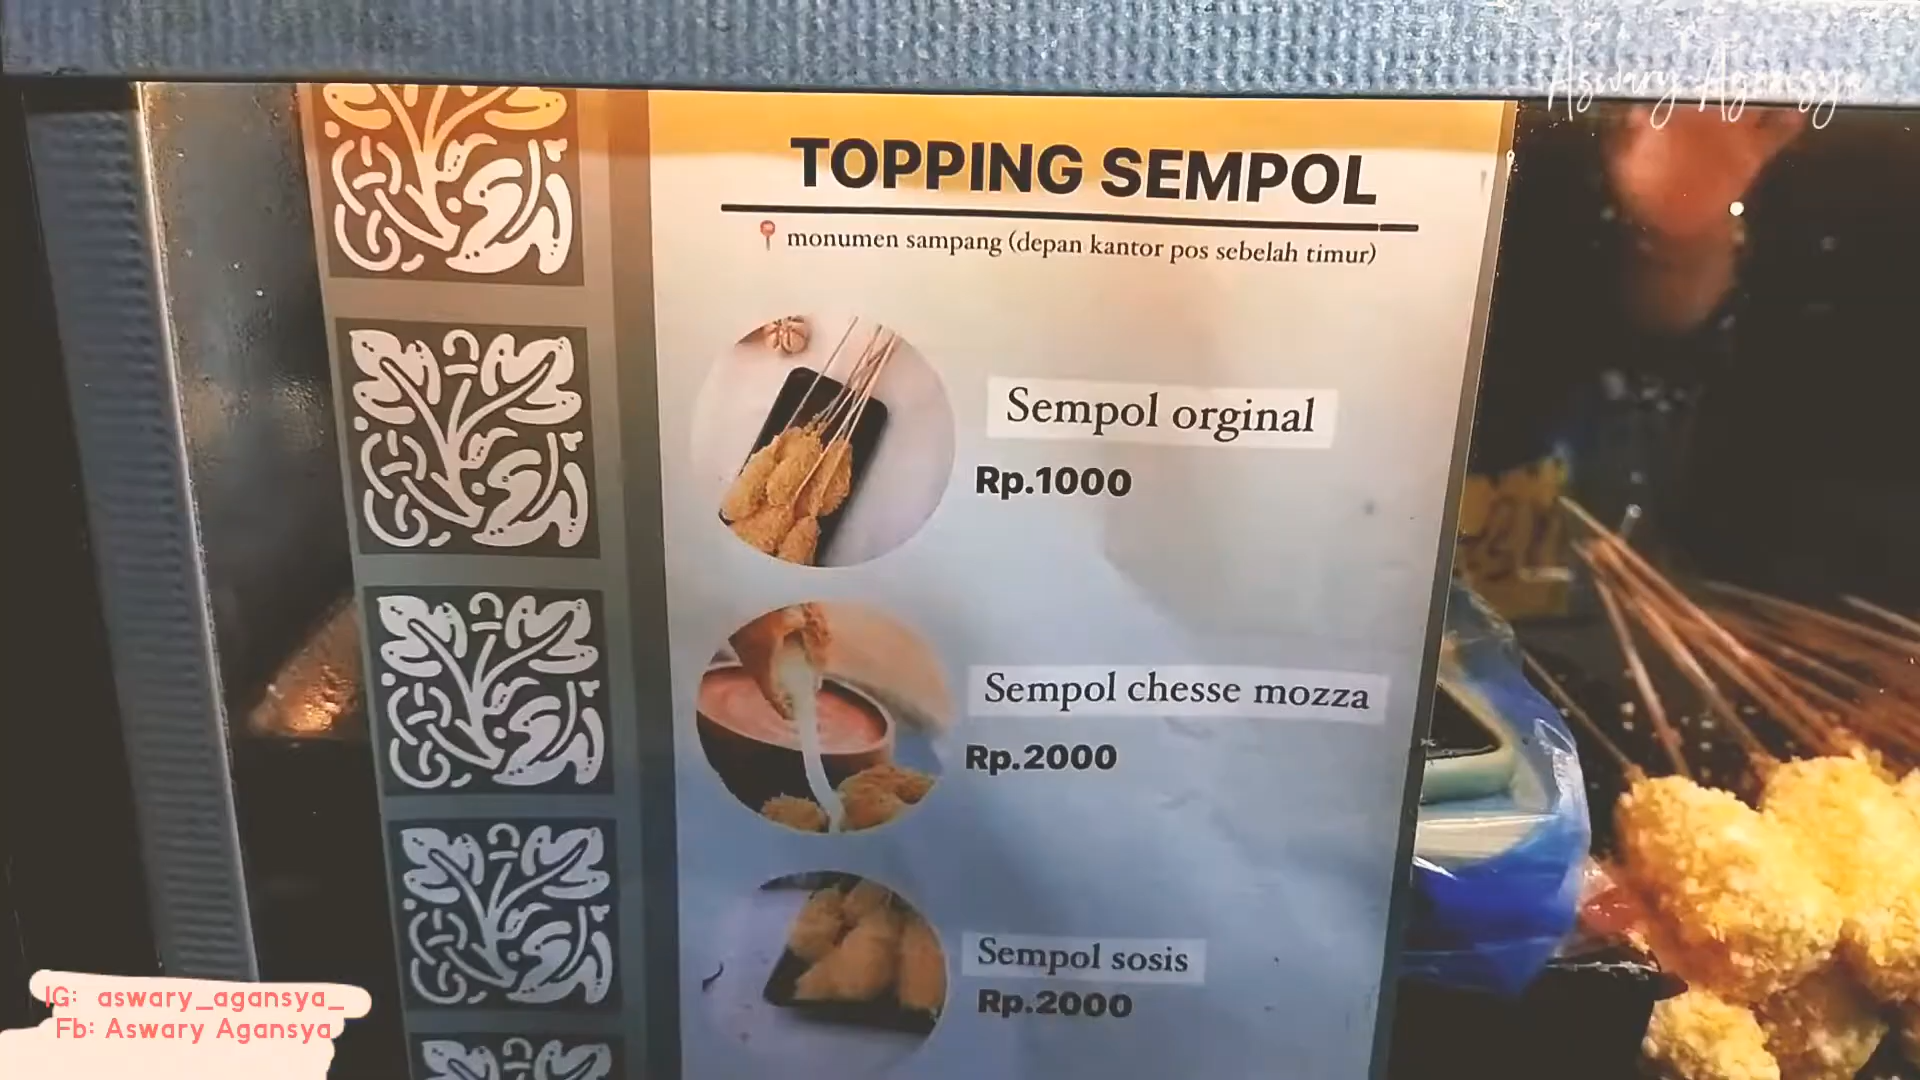 Aswary Agansya
TOPPING SEMPOL
monumen sampang (depan kantor pos sebelah timur)
Sempol orginal
Rp.1000
Sempol chesse mozza
Rp.2000
Sempol sosis
Rp.2000
IG: aswary_agansya_
Fb: Aswary Agansya